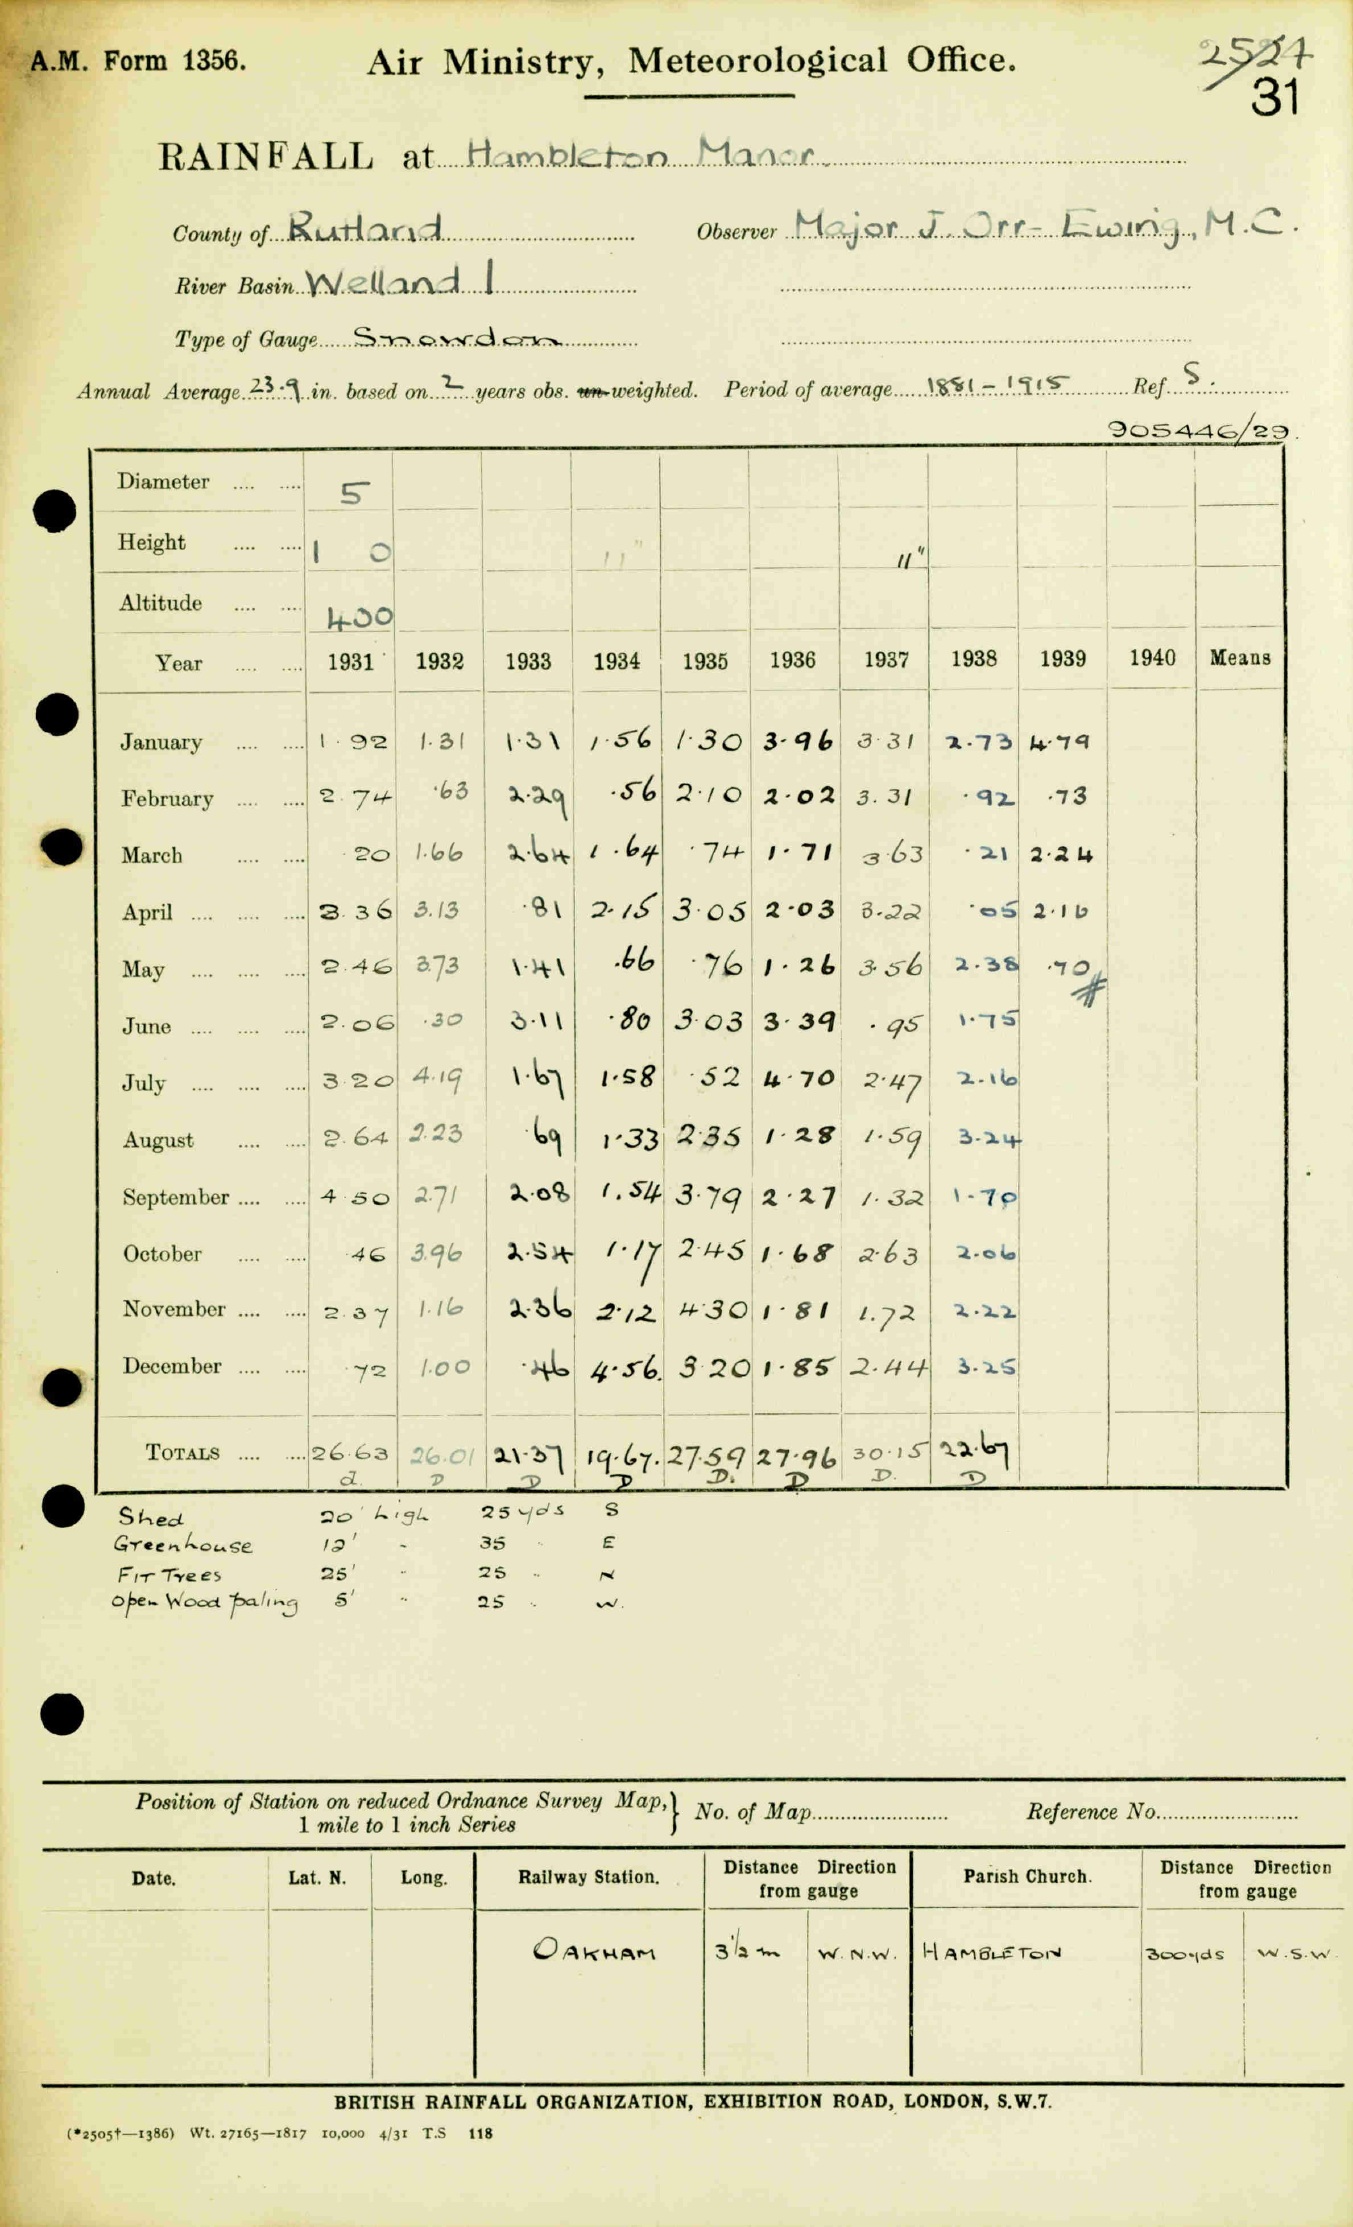 A.M. Form 1356. Air Ministry, Meteorological Office. 2524
31
RAINFALL at Hambleton Manor.
County of Rutland Observer Major J. Orr-Ewing, M.C.
River Basin Welland 1
Type of Gauge Snowdon
Annual Average 23.9 in. based on 2 years obs. un-weighted. Period of average 1881-1915 Ref. S.
905446/29.
Diameter .... .... 5
Height .... .... 1 0 11" 11"
Altitude .... .... 400
Year .... .... 1931 1932 1933 1934 1935 1936 1937 1938 1939 1940 Means
January .... .... 1.92 1.31 1.31 1.56 1.30 3.96 3.31 2.73 4.79
February .... .... 2.74 .63 2.29 .56 2.10 2.02 3.31 .92 .73
March .... .... .20 1.66 2.64 1.64 .74 1.71 3.63 .21 2.24
April .... .... .... 3.36 3.13 .81 2.15 3.05 2.03 3.22 .05 2.16
May .... .... .... 2.46 3.73 1.41 .66 .76 1.26 3.56 2.38 .70
June .... .... .... 2.06 .30 3.11 .80 3.03 3.39 .95 1.75
July .... .... .... 3.20 4.19 1.67 1.58 .52 4.70 2.47 2.16
August .... .... 2.64 2.23 .69 1.33 2.35 1.28 1.59 3.24
September .... .... 4.50 2.71 2.08 1.54 3.79 2.27 1.32 1.70
October .... .... .46 3.96 2.54 1.17 2.45 1.68 2.63 2.06
November .... .... 2.37 1.16 2.36 2.12 4.30 1.81 1.72 2.22
December .... .... .72 1.00 .46 4.56. 3.20 1.85 2.44 3.25
TOTALS .... .... 26.63 26.01 21.37 19.67. 27.59 27.96 30.15 22.67
d D D D D. D D. D
Shed 20' high 25 yds S
Greenhouse 12' " 35 " E
Fir Trees 25' " 25 " N
Open Wood paling 5' " 25 " W.
Position of Station on reduced Ordnance Survey Map, } No. of Map Reference No.
1 mile to 1 inch Series
Date. Lat. N. Long. Railway Station. Distance Direction Parish Church. Distance Direction
from gauge from gauge
OAKHAM 3½ m W.N.W. HAMBLETON 300 yds W.S.W.
BRITISH RAINFALL ORGANIZATION, EXHIBITION ROAD, LONDON, S.W.7.
(*2505†—1386) Wt. 27165—1817 10,000 4/31 T.S 118